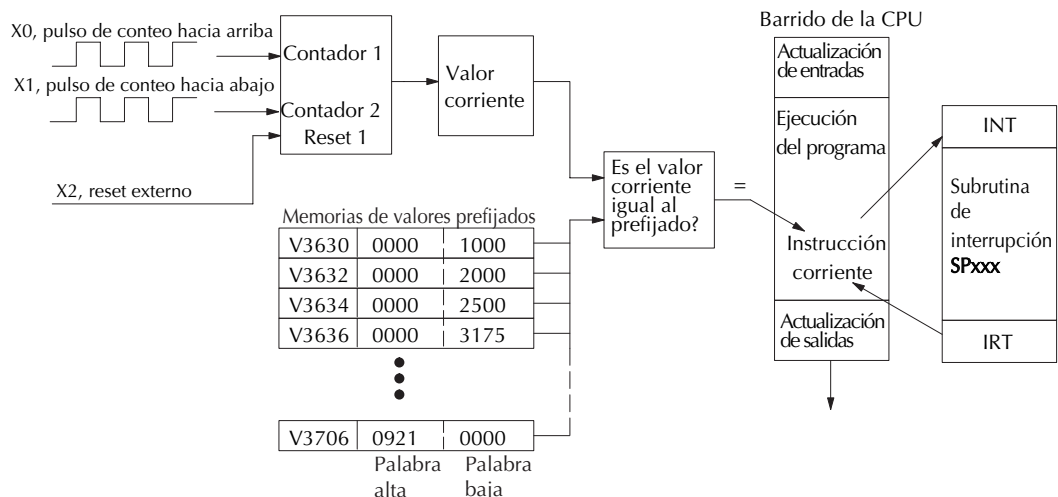 X0, pulso de conteo hacia arriba
X1, pulso de conteo hacia abajo
X2, reset externo
Contador 1
Contador 2
Reset 1
Valor
corriente
Memorias de valores prefijados
V3630 0000 1000
V3632 0000 2000
V3634 0000 2500
V3636 0000 3175
V3706 0921 0000
Palabra
alta
Palabra
baja
Es el valor
corriente
igual al
prefijado?
=
Barrido de la CPU
Actualización
de entradas
Ejecución
del programa
Instrucción
corriente
Actualización
de salidas
INT
Subrutina
de
interrupción
SPxxx
IRT